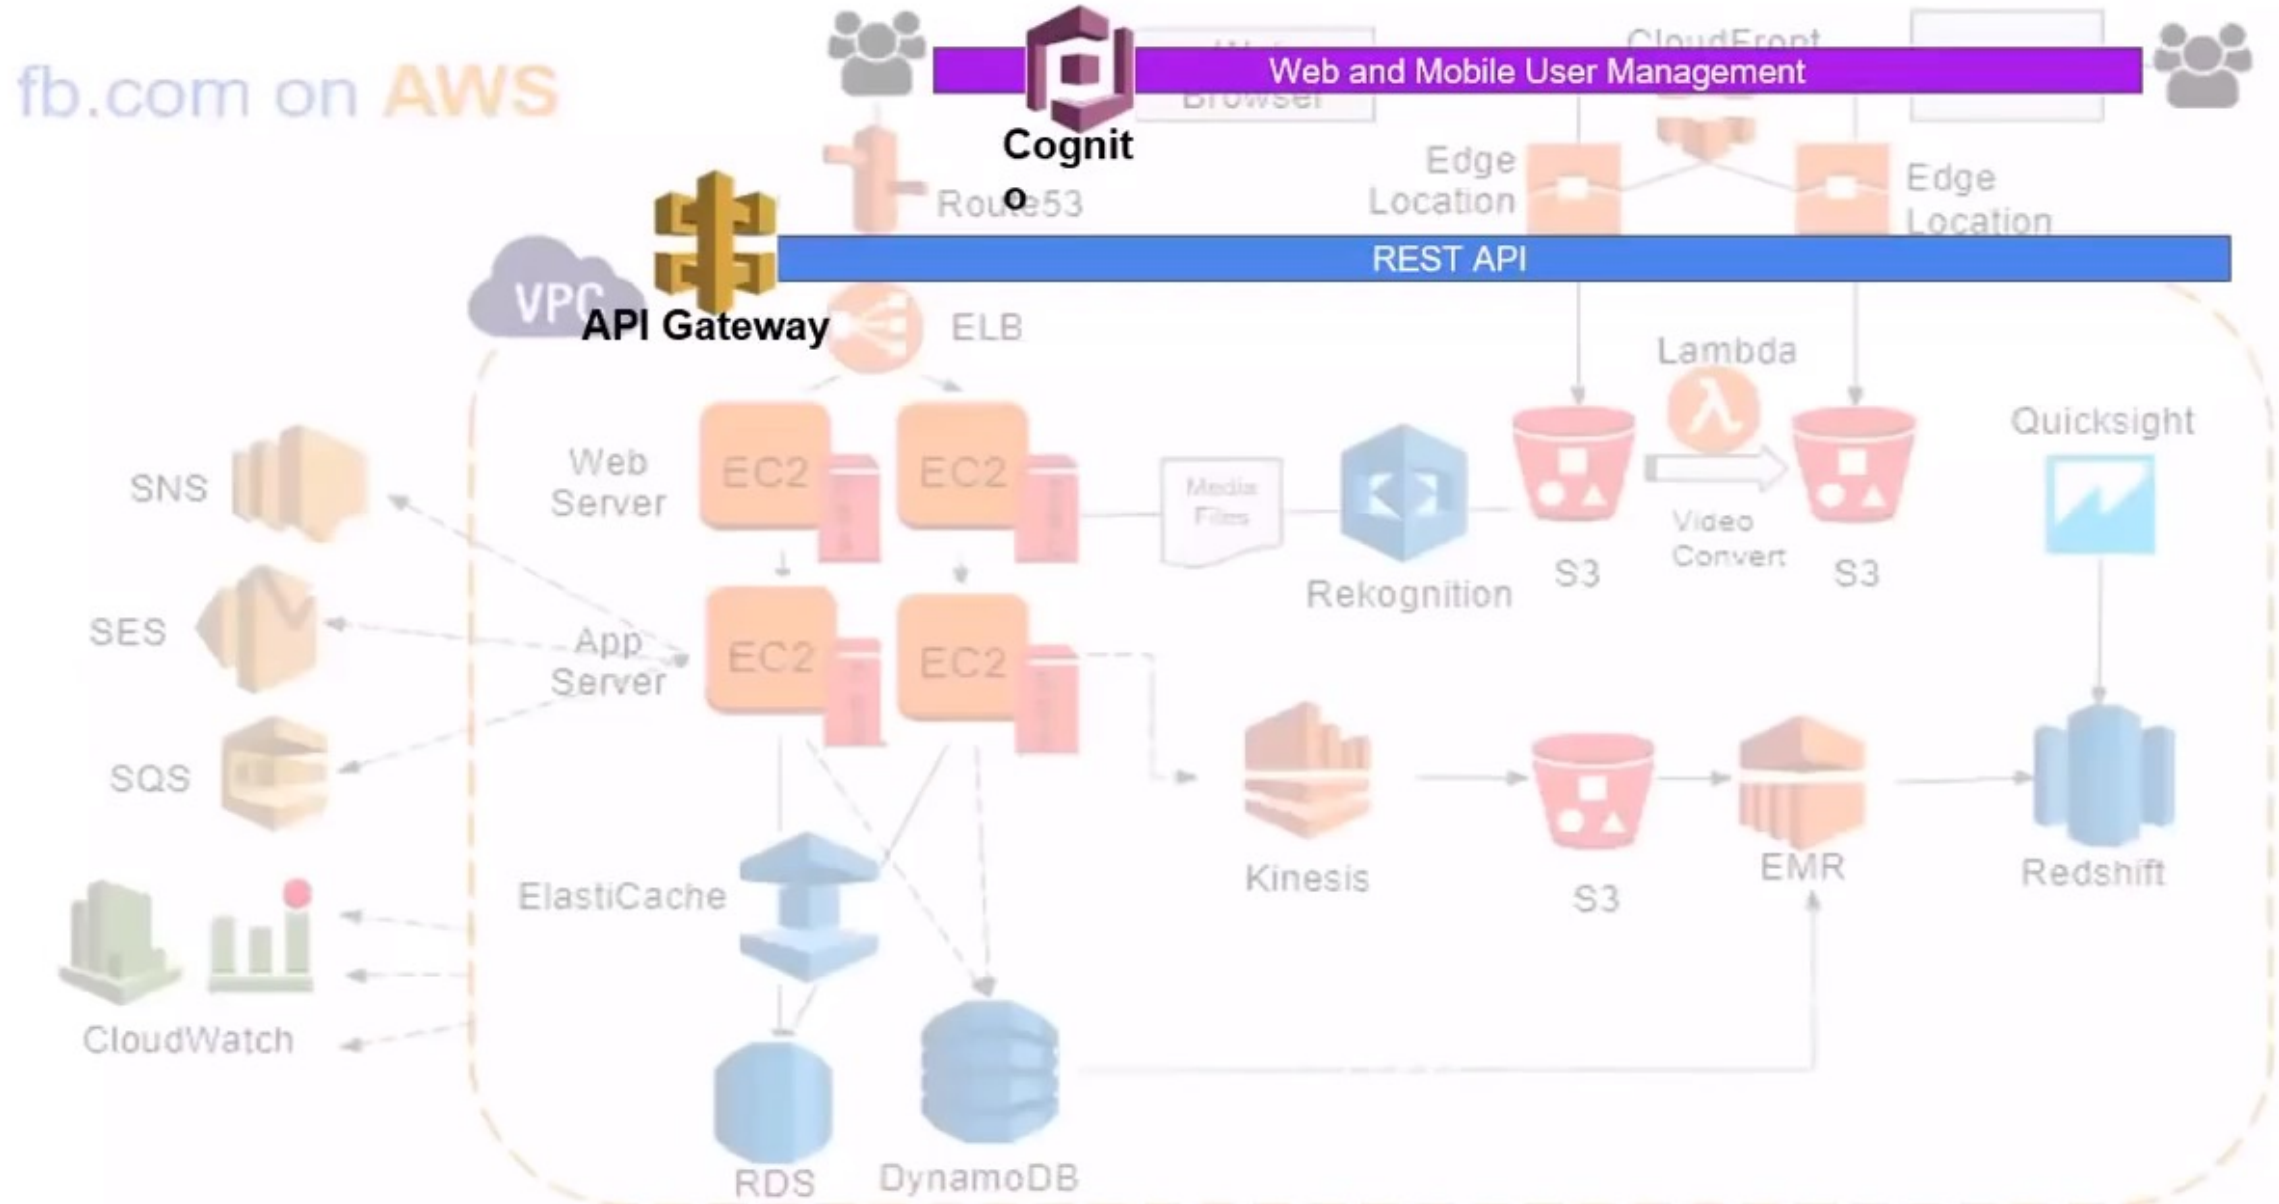 fb.com on AWS
CloudFront
Web and Mobile User Management
Browser
Cognit
o
Edge
Location
Edge
Location
Route53
REST API
VPC
API Gateway
ELB
Lambda
Quicksight
Web
Server
EC2
EC2
Media
Files
SNS
Video
Convert
S3
S3
Rekognition
SES
App
Server
EC2
EC2
SQS
Kinesis
S3
EMR
Redshift
ElastiCache
CloudWatch
RDS
DynamoDB